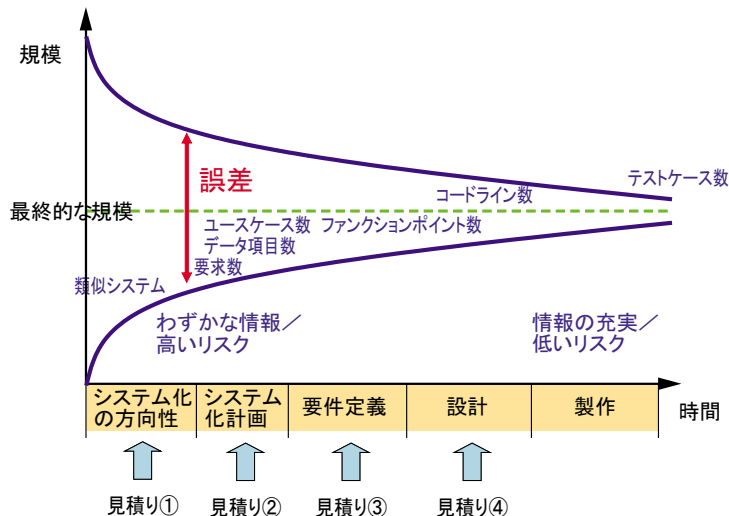 規模
誤差
テストケース数
コードライン数
最終的な規模
ユースケース数 ファンクションポイント数
データ項目数
要求数
類似システム
わずかな情報／
高いリスク
情報の充実／
低いリスク
システム化
の方向性
システム
化計画
要件定義
設計
製作
時間
見積り①
見積り②
見積り③
見積り④